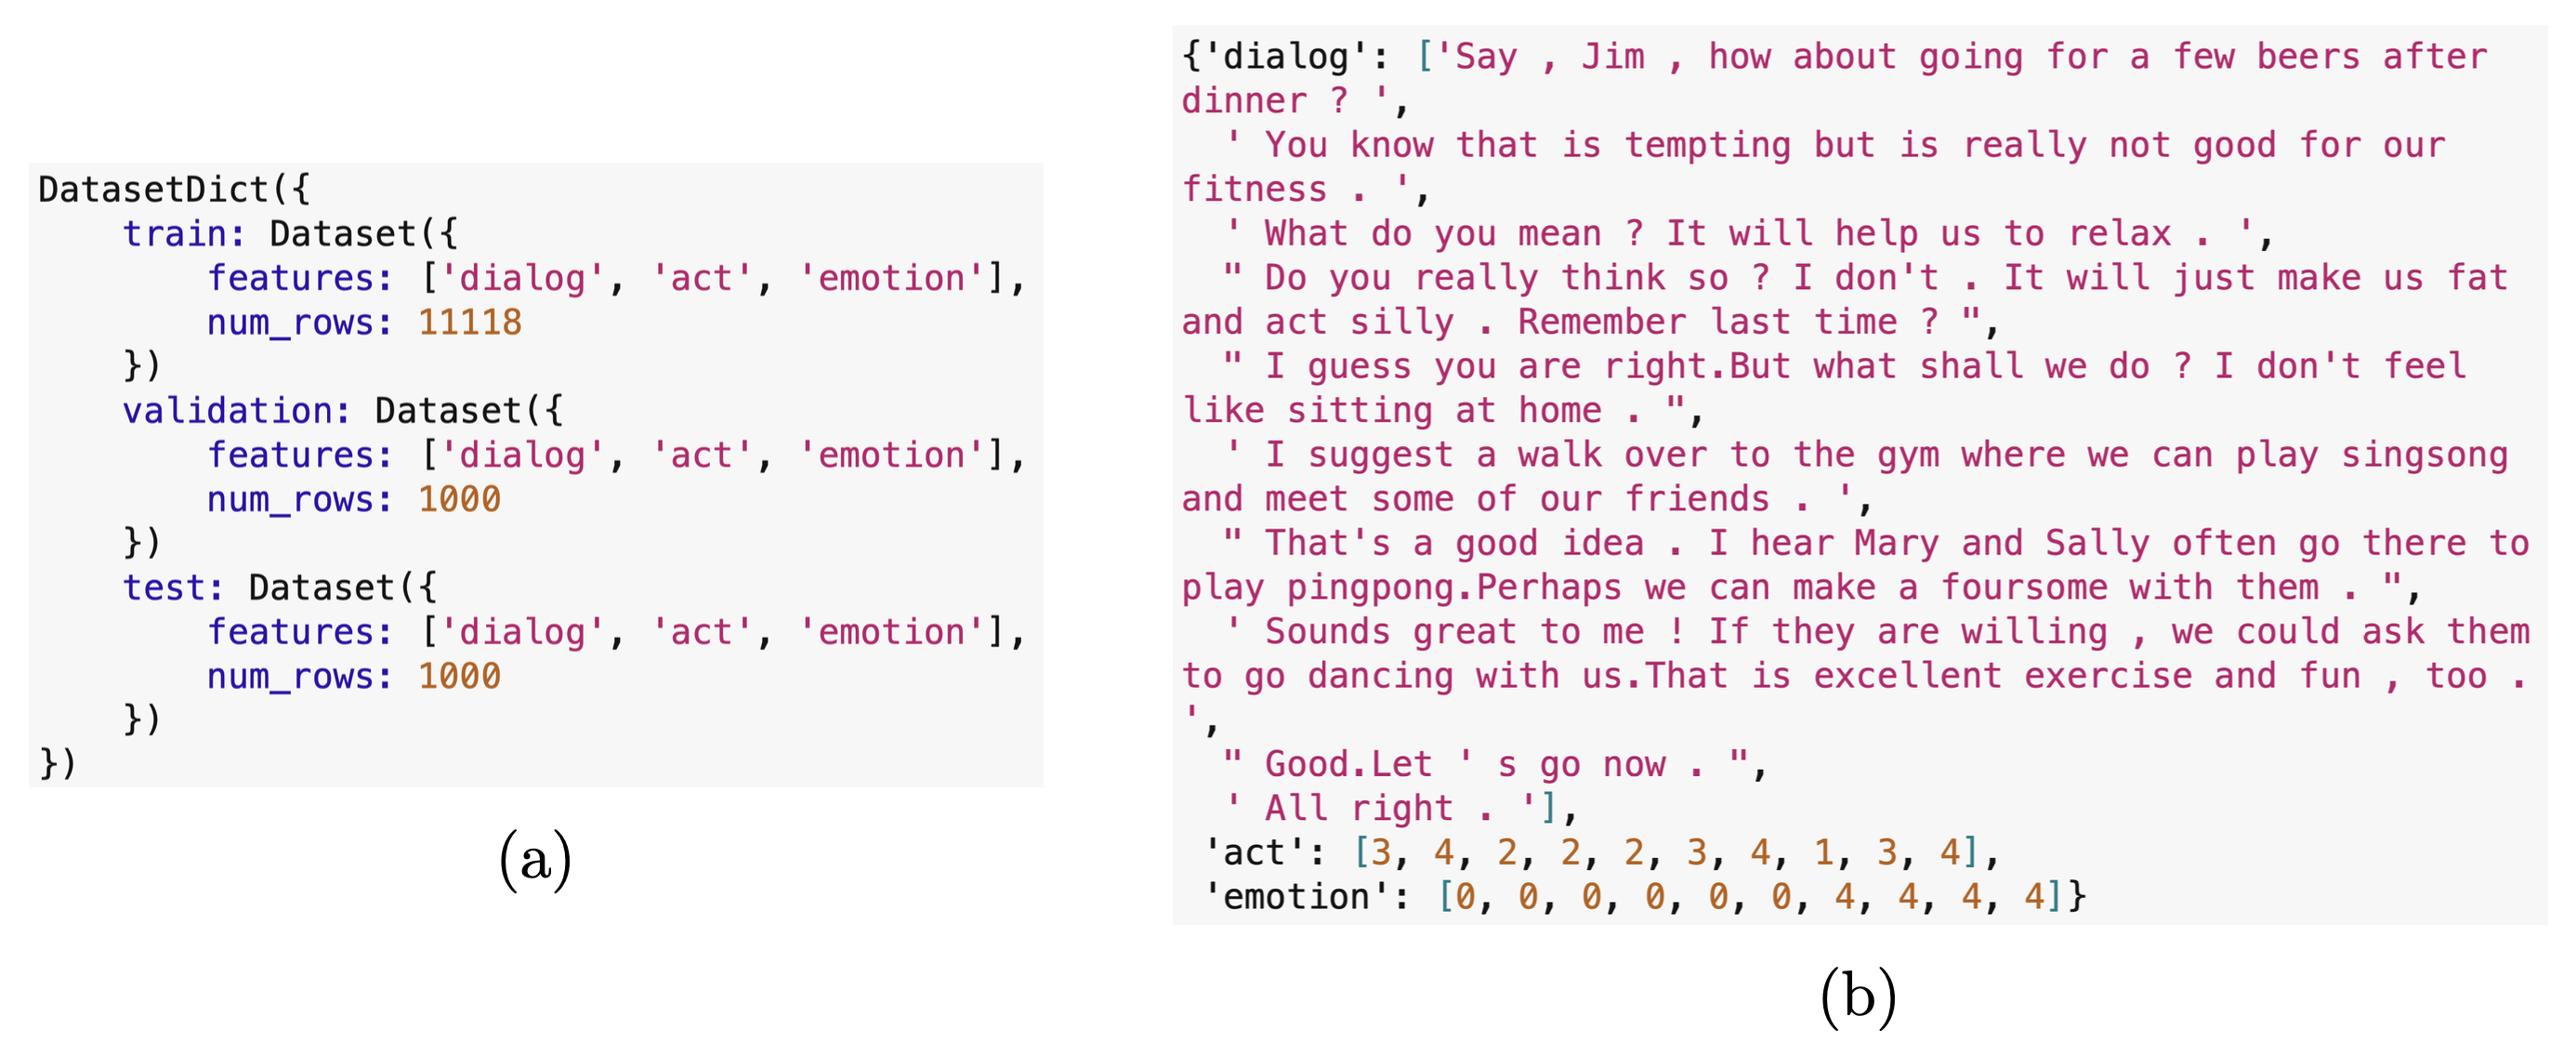 DatasetDict({
    train: Dataset({
        features: ['dialog', 'act', 'emotion'],
        num_rows: 11118
    })
    validation: Dataset({
        features: ['dialog', 'act', 'emotion'],
        num_rows: 1000
    })
    test: Dataset({
        features: ['dialog', 'act', 'emotion'],
        num_rows: 1000
    })
})
(a)
{'dialog': ['Say , Jim , how about going for a few beers after
dinner ? ',
  ' You know that is tempting but is really not good for our
fitness . ',
  ' What do you mean ? It will help us to relax . ',
  " Do you really think so ? I don't . It will just make us fat
and act silly . Remember last time ? ",
  " I guess you are right.But what shall we do ? I don't feel
like sitting at home . ",
  ' I suggest a walk over to the gym where we can play singsong
and meet some of our friends . ',
  " That's a good idea . I hear Mary and Sally often go there to
play pingpong.Perhaps we can make a foursome with them . ",
  ' Sounds great to me ! If they are willing , we could ask them
to go dancing with us.That is excellent exercise and fun , too .
',
  " Good.Let ' s go now . ",
  ' All right . '],
 'act': [3, 4, 2, 2, 2, 3, 4, 1, 3, 4],
 'emotion': [0, 0, 0, 0, 0, 0, 4, 4, 4, 4]}
(b)